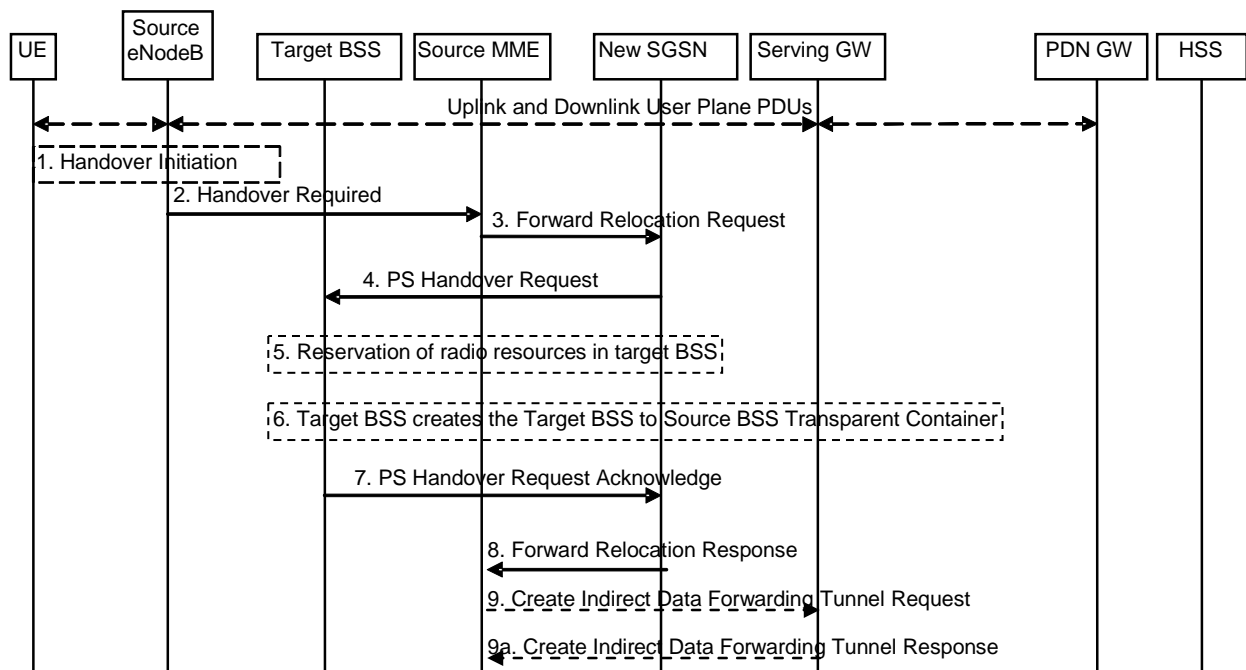 UE
Source
eNodeB
Target BSS
Source MME
New SGSN
Serving GW
PDN GW
HSS
Uplink and Downlink User Plane PDUs
1. Handover Initiation
2. Handover Required
3. Forward Relocation Request
4. PS Handover Request
5. Reservation of radio resources in target BSS
6. Target BSS creates the Target BSS to Source BSS Transparent Container
7. PS Handover Request Acknowledge
8. Forward Relocation Response
9. Create Indirect Data Forwarding Tunnel Request
9a. Create Indirect Data Forwarding Tunnel Response